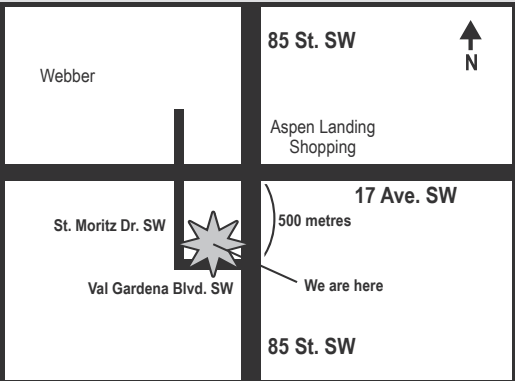 85 St. SW
N
Webber
Aspen Landing
Shopping
17 Ave. SW
St. Moritz Dr. SW
500 metres
Val Gardena Blvd. SW
We are here
85 St. SW